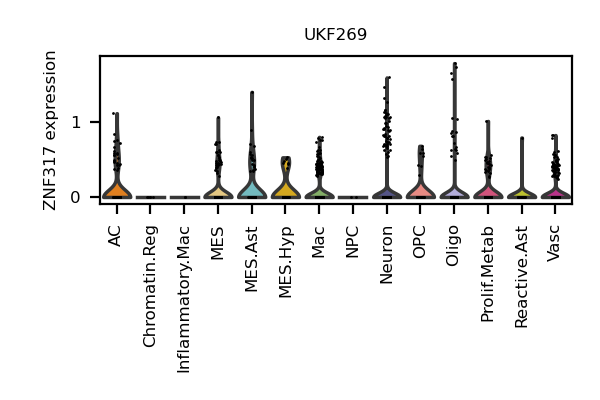 UKF269
ZNF317 expression
1
0
AC
Chromatin.Reg
Inflammatory.Mac
MES
MES.Ast
MES.Hyp
Mac
NPC
Neuron
OPC
Oligo
Prolif.Metab
Reactive.Ast
Vasc